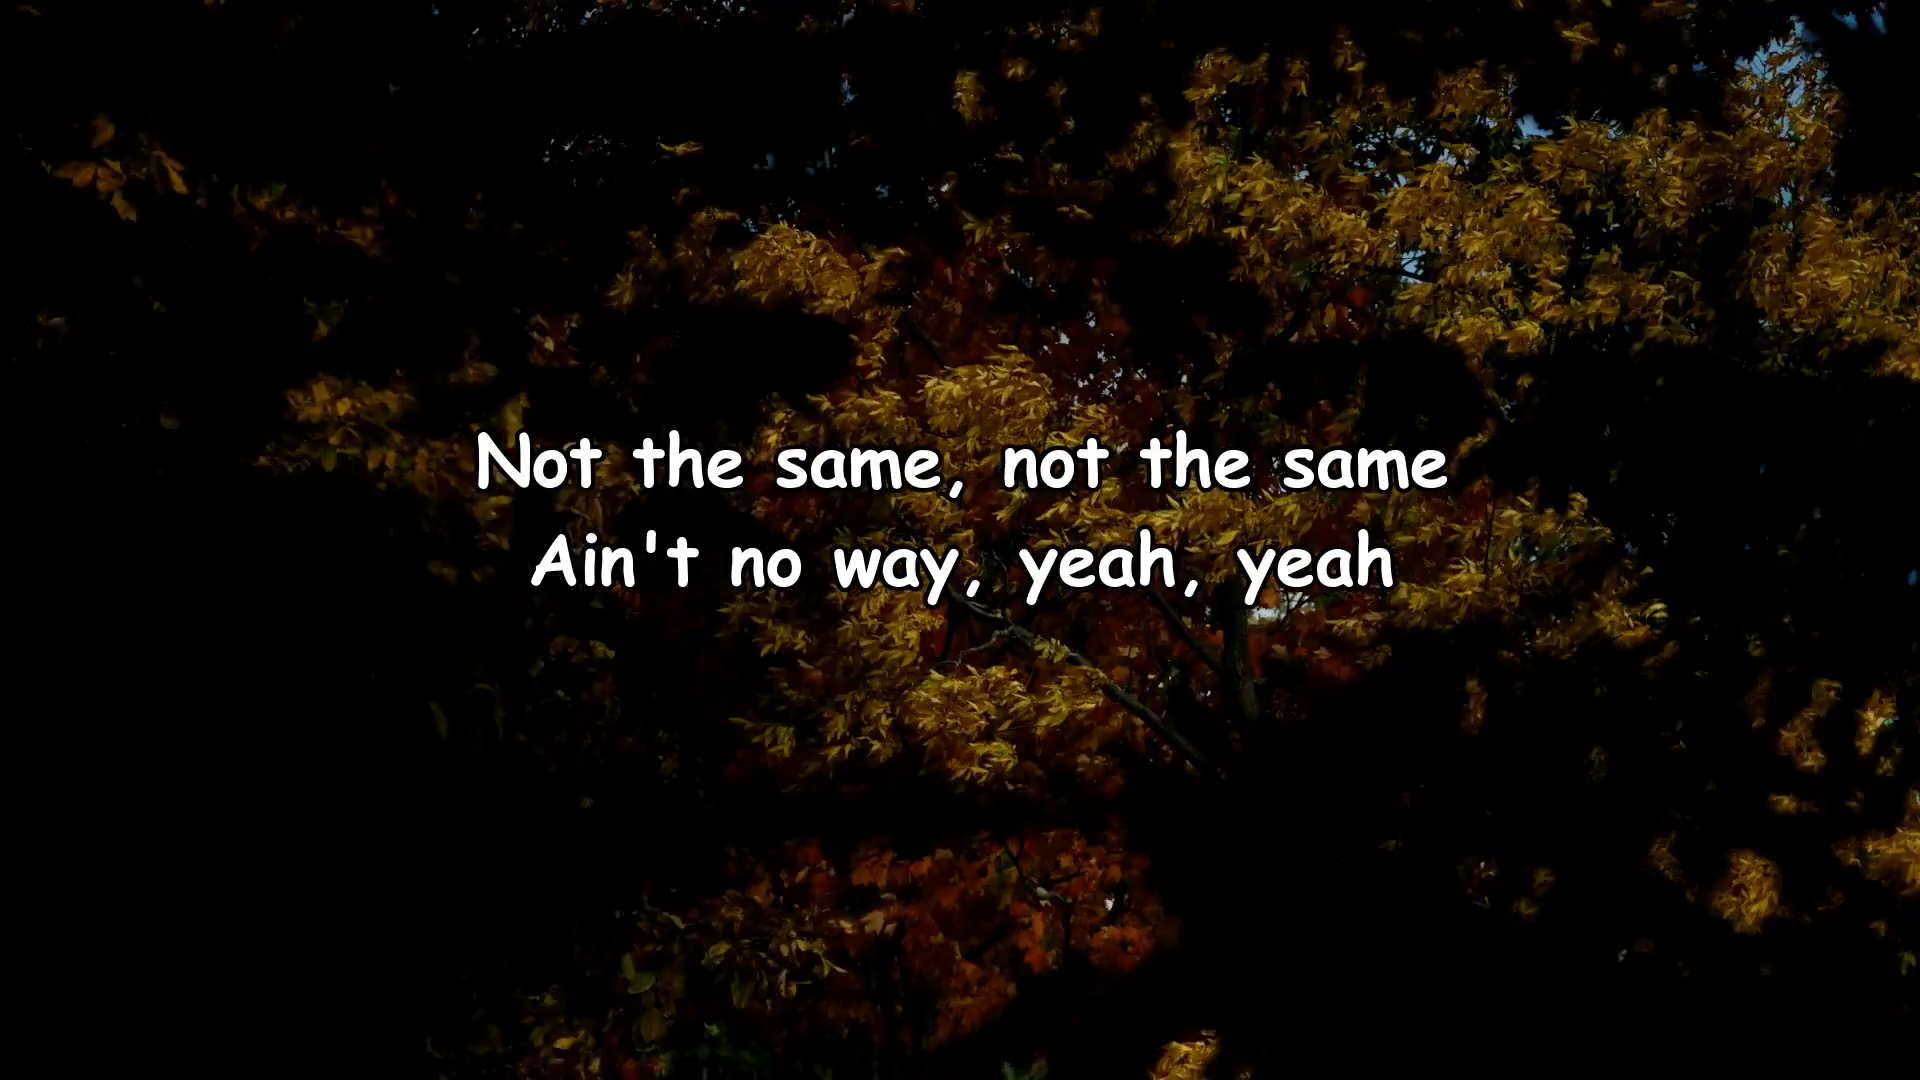 Not the same, not the same
Ain't no way, yeah, yeah